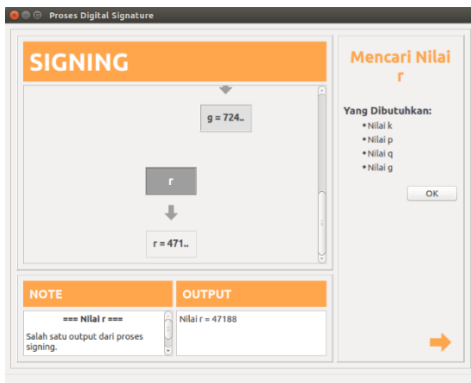 Proses Digital Signature
SIGNING
g = 724..
r
r = 471..
Mencari Nilai
r
Yang Dibutuhkan:
• Nilai k
• Nilai p
• Nilai q
• Nilai g
OK
NOTE
=== Nilai r ===
Salah satu output dari proses
signing.
OUTPUT
Nilai r = 47188